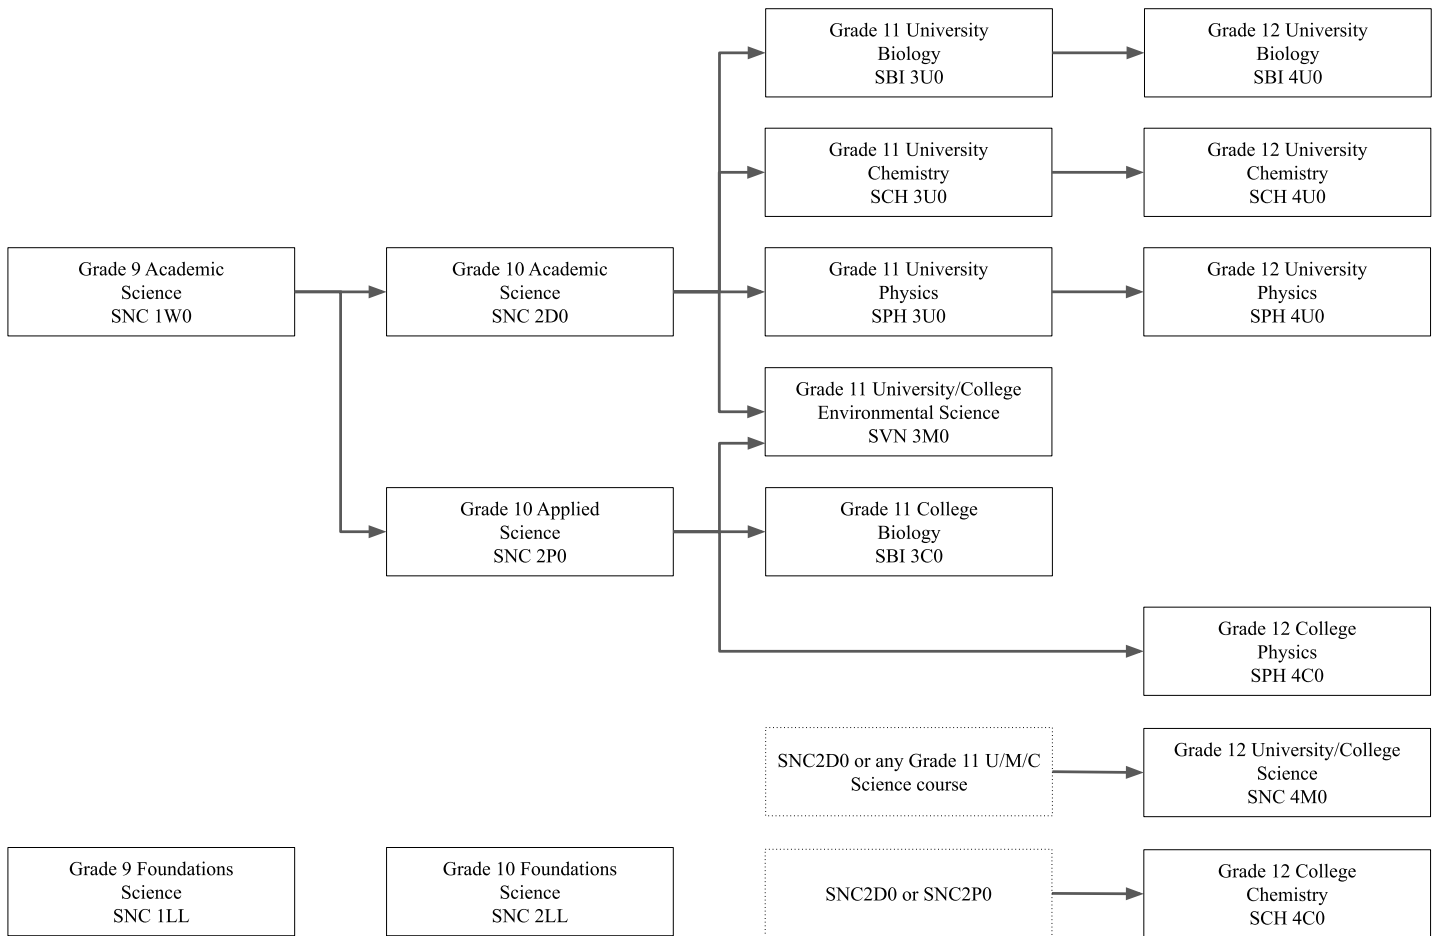 Grade 11 University
Biology
SBI 3U0
Grade 12 University
Biology
SBI 4U0
Grade 11 University
Chemistry
SCH 3U0
Grade 12 University
Chemistry
SCH 4U0
Grade 9 Academic
Science
SNC 1W0
Grade 10 Academic
Science
SNC 2D0
Grade 11 University
Physics
SPH 3U0
Grade 12 University
Physics
SPH 4U0
Grade 11 University/College
Environmental Science
SVN 3M0
Grade 10 Applied
Science
SNC 2P0
Grade 11 College
Biology
SBI 3C0
Grade 12 College
Physics
SPH 4C0
SNC2D0 or any Grade 11 U/M/C
Science course
Grade 12 University/College
Science
SNC 4M0
Grade 9 Foundations
Science
SNC 1LL
Grade 10 Foundations
Science
SNC 2LL
SNC2D0 or SNC2P0
Grade 12 College
Chemistry
SCH 4C0